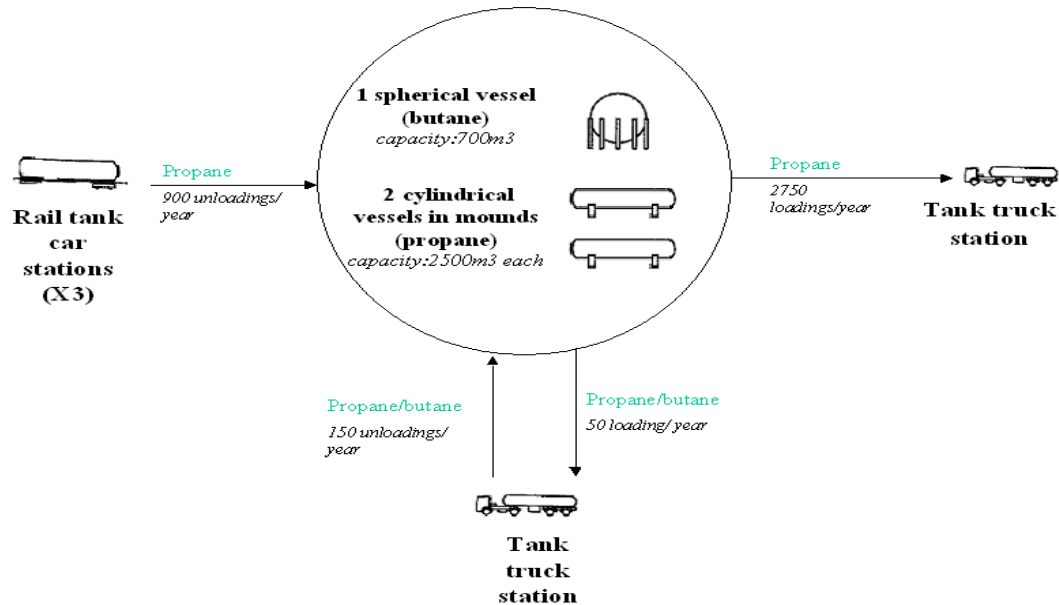 1 spherical vessel
(butane)
capacity:700m3
2 cylindrical
vessels in mounds
(propane)
capacity:2500m3 each
Propane
900 unloadings/
year
Rail tank
car
stations
(X3)
Propane
2750
loadings/year
Tank truck
station
Propane/butane
150 unloadings/
year
Propane/butane
50 loading/ year
Tank
truck
station